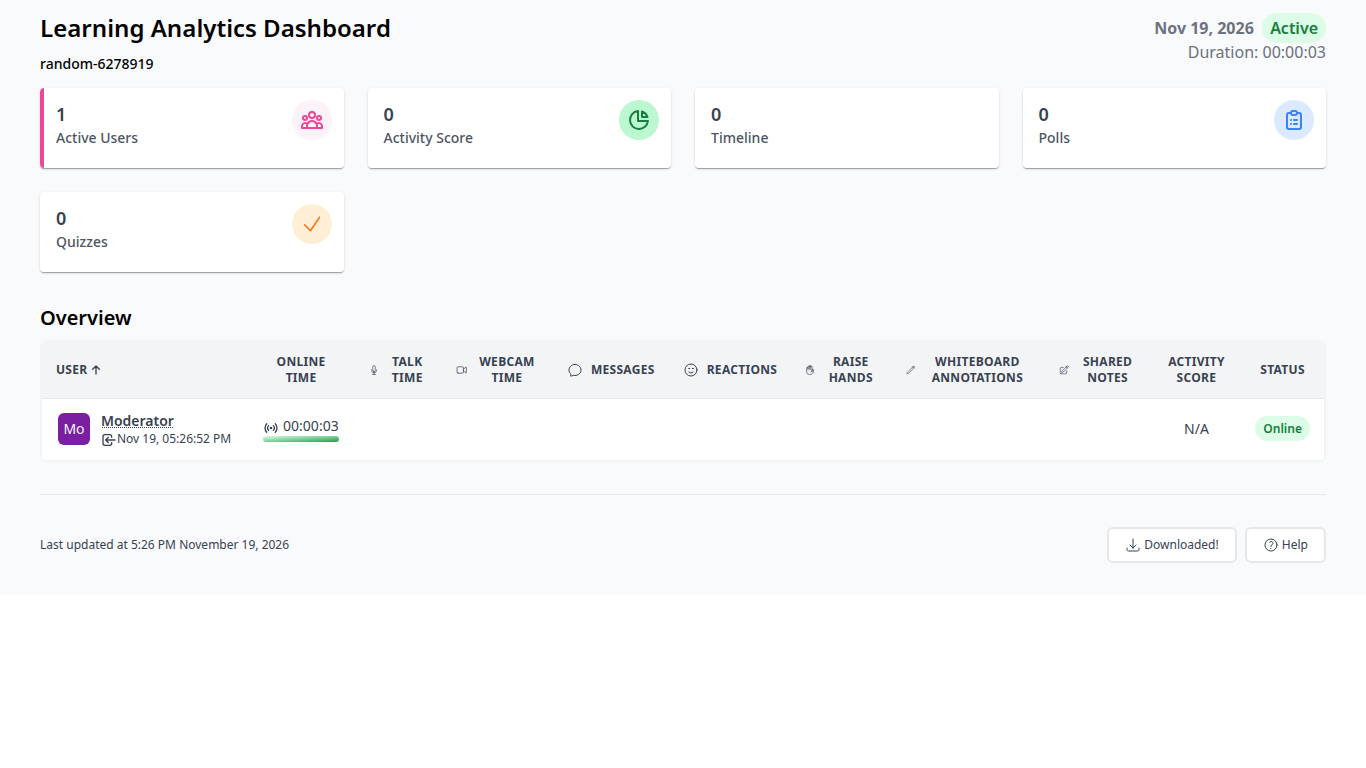 Learning Analytics Dashboard
Nov 19, 2026 Active
Duration: 00:00:03
random-6278919
1
Active Users
0
Activity Score
0
Timeline
0
Polls
0
Quizzes
Overview
USER ONLINE TIME TALK TIME WEBCAM TIME MESSAGES REACTIONS RAISE HANDS WHITEBOARD ANNOTATIONS SHARED NOTES ACTIVITY SCORE STATUS
Mo Moderator 00:00:03 N/A Online
Nov 19, 05:26:52 PM
Last updated at 5:26 PM November 19, 2026 Downloaded! Help